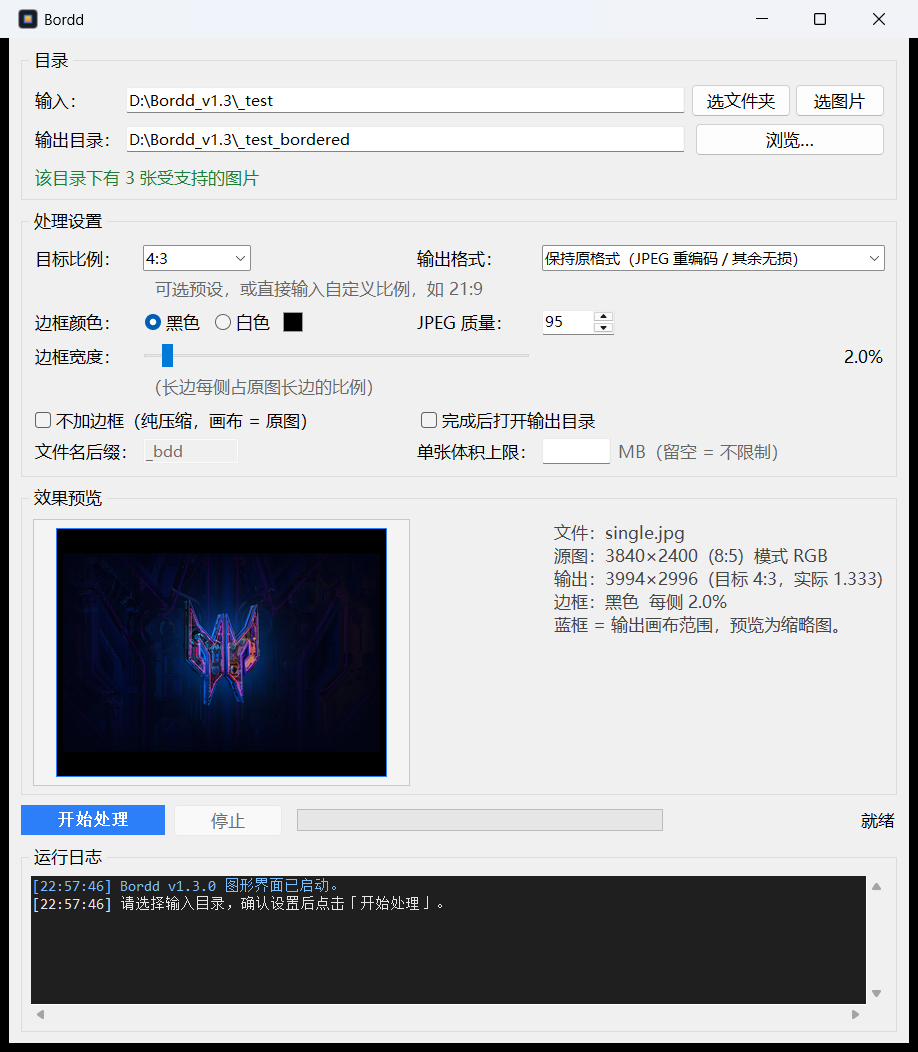 Bordd
目录
输入： D:\Bordd_v1.3\_test 选文件夹 选图片
输出目录： D:\Bordd_v1.3\_test_bordered 浏览...
该目录下有 3 张受支持的图片
处理设置
目标比例： 4:3 输出格式： 保持原格式（JPEG 重编码 / 其余无损）
可选预设，或直接输入自定义比例，如 21:9
边框颜色： 黑色 白色 JPEG 质量： 95
边框宽度： 2.0%
（长边每侧占原图长边的比例）
不加边框（纯压缩，画布 = 原图） 完成后打开输出目录
文件名后缀： _bdd 单张体积上限： MB（留空 = 不限制）
效果预览
文件：single.jpg
源图：3840×2400（8:5）模式 RGB
输出：3994×2996（目标 4:3，实际 1.333）
边框：黑色 每侧 2.0%
蓝框 = 输出画布范围，预览为缩略图。
开始处理 停止 就绪
运行日志
[22:57:46] Bordd v1.3.0 图形界面已启动。
[22:57:46] 请选择输入目录，确认设置后点击「开始处理」。